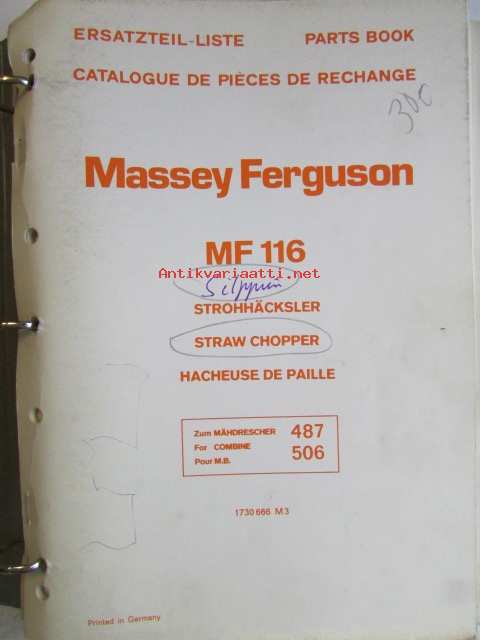 ERSATZTEIL-LISTE PARTS BOOK
CATALOGUE DE PIÈCES DE RECHANGE
300
Massey Ferguson
MF 116
Antikvariaatti.net
STROHHÄCKSLER
STRAW CHOPPER
HACHEUSE DE PAILLE
Zum MÄHDRESCHER 487
For COMBINE
Pour M.B. 506
1730 666 M3
Printed in Germany